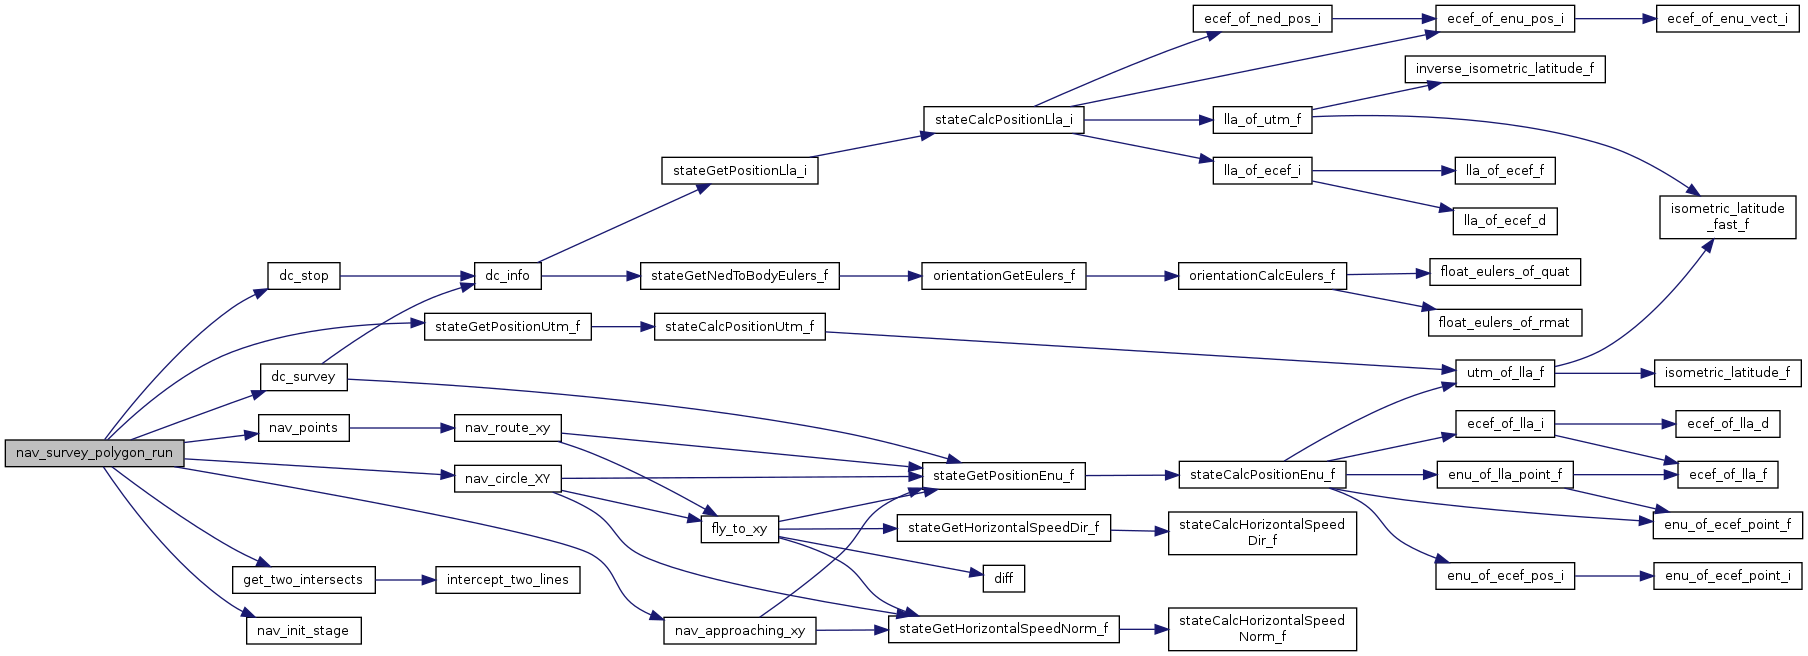 ecef_of_ned_pos_i
ecef_of_enu_pos_i
ecef_of_enu_vect_i
inverse_isometric_latitude_f
stateCalcPositionLla_i
lla_of_utm_f
stateGetPositionLla_i
lla_of_ecef_i
lla_of_ecef_f
isometric_latitude
_fast_f
lla_of_ecef_d
dc_stop
dc_info
stateGetNedToBodyEulers_f
orientationGetEulers_f
orientationCalcEulers_f
float_eulers_of_quat
stateGetPositionUtm_f
stateCalcPositionUtm_f
float_eulers_of_rmat
dc_survey
utm_of_lla_f
isometric_latitude_f
nav_points
nav_route_xy
ecef_of_lla_i
ecef_of_lla_d
nav_survey_polygon_run
nav_circle_XY
stateGetPositionEnu_f
stateCalcPositionEnu_f
enu_of_lla_point_f
ecef_of_lla_f
fly_to_xy
stateGetHorizontalSpeedDir_f
stateCalcHorizontalSpeed
Dir_f
enu_of_ecef_point_f
get_two_intersects
intercept_two_lines
diff
enu_of_ecef_pos_i
enu_of_ecef_point_i
nav_init_stage
nav_approaching_xy
stateGetHorizontalSpeedNorm_f
stateCalcHorizontalSpeed
Norm_f